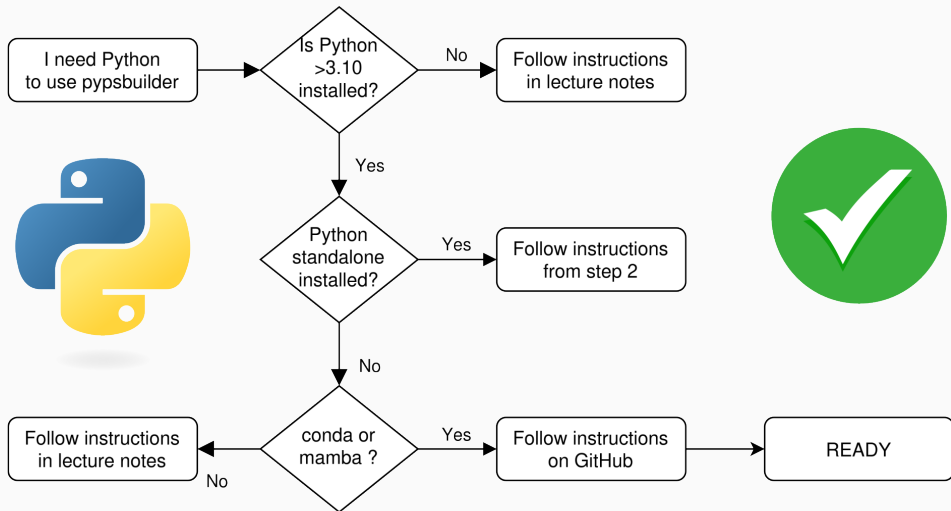 I need Python
to use pypsbuilder
Is Python
>3.10
installed?
No
Follow instructions
in lecture notes
Yes
Python
standalone
installed?
Yes
Follow instructions
from step 2
No
Follow instructions
in lecture notes
No
conda or
mamba ?
Yes
Follow instructions
on GitHub
READY